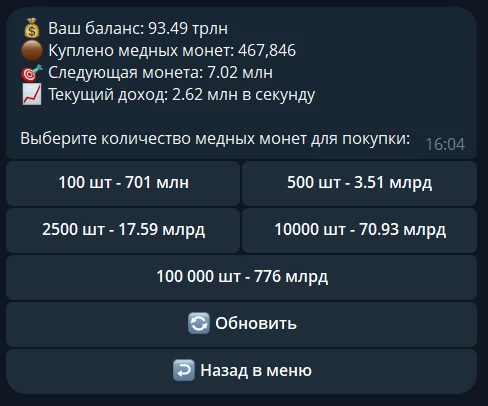 Ваш баланс: 93.49 трлн
Куплено медных монет: 467,846
Следующая монета: 7.02 млн
Текущий доход: 2.62 млн в секунду
Выберите количество медных монет для покупки:
16:04
100 шт - 701 млн
500 шт - 3.51 млрд
2500 шт - 17.59 млрд
10000 шт - 70.93 млрд
100 000 шт - 776 млрд
Обновить
Назад в меню